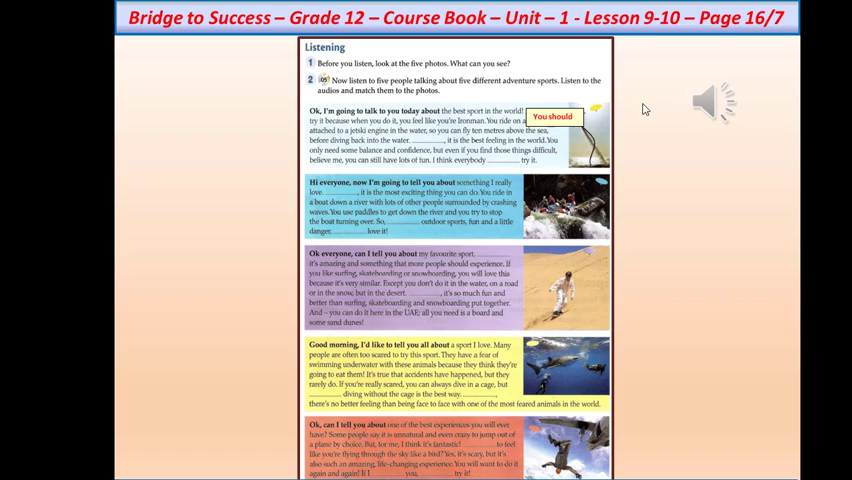 Bridge to Success – Grade 12 – Course Book – Unit – 1 - Lesson 9-10 – Page 16/7
Listening
1 Before you listen, look at the five photos. What can you see?
2 Now listen to five people talking about five different adventure sports. Listen to the
audios and match them to the photos.
Ok, I'm going to talk to you today about the best sport in the world!
You should
try it because when you do it, you feel like you're Ironman. You ride on a
attached to a jetski engine in the water, so you can fly ten metres above the sea,
before diving back into the water. ............, it is the best feeling in the world. You
only need some balance and confidence, but even if you find those things difficult,
believe me, you can still have lots of fun. I think everybody ............ try it.
Hi everyone, now I'm going to tell you about something I really
love. ............, it is the most exciting thing you can do. You ride in
a boat down a river with lots of other people surrounded by crashing
waves. You use paddles to get down the river and you try to stop
the boat turning over. So, ............ outdoor sports, fun and a little
danger, ............ love it!
Ok everyone, can I tell you about my favourite sport. ............
it's amazing and something that more people should experience. If
you like surfing, skateboarding or snowboarding, you will love this
because it's very similar. Except you don't do it in the water, on a road
or in the snow, but in the desert. ............, it's so much fun and
better than surfing, skateboarding and snowboarding put together.
And – you can do it here in the UAE; all you need is a board and
some sand dunes!
Good morning, I'd like to tell you all about a sport I love. Many
people are often too scared to try this sport. They have a fear of
swimming underwater with these animals because they think they're
going to eat them! It's true that accidents have happened, but they
rarely do. If you're really scared, you can always dive in a cage, but
............ diving without the cage is the best way. ............,
there's no better feeling than being face to face with one of the most feared animals in the world.
Ok, can I tell you about one of the best experiences you will ever
have? Some people say it is unnatural and even crazy to jump out of
a plane by choice. But, for me, I think it's fantastic! ............ to feel
like you're flying through the sky like a bird? Yes, it's scary, but it's
also such an amazing, life-changing experience. You will want to do it
again and again! If I ............ you, ............ try it!